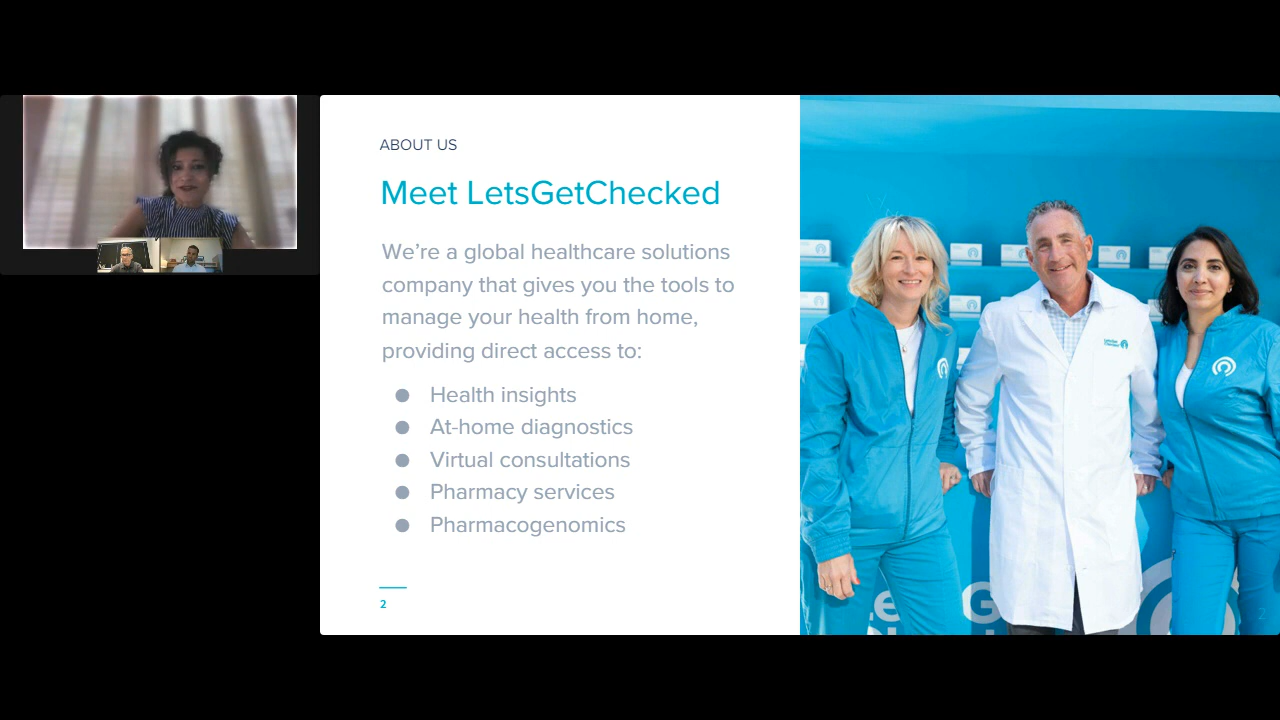 ABOUT US
Meet LetsGetChecked
We’re a global healthcare solutions
company that gives you the tools to
manage your health from home,
providing direct access to:
● Health insights
● At-home diagnostics
● Virtual consultations
● Pharmacy services
● Pharmacogenomics
2
2